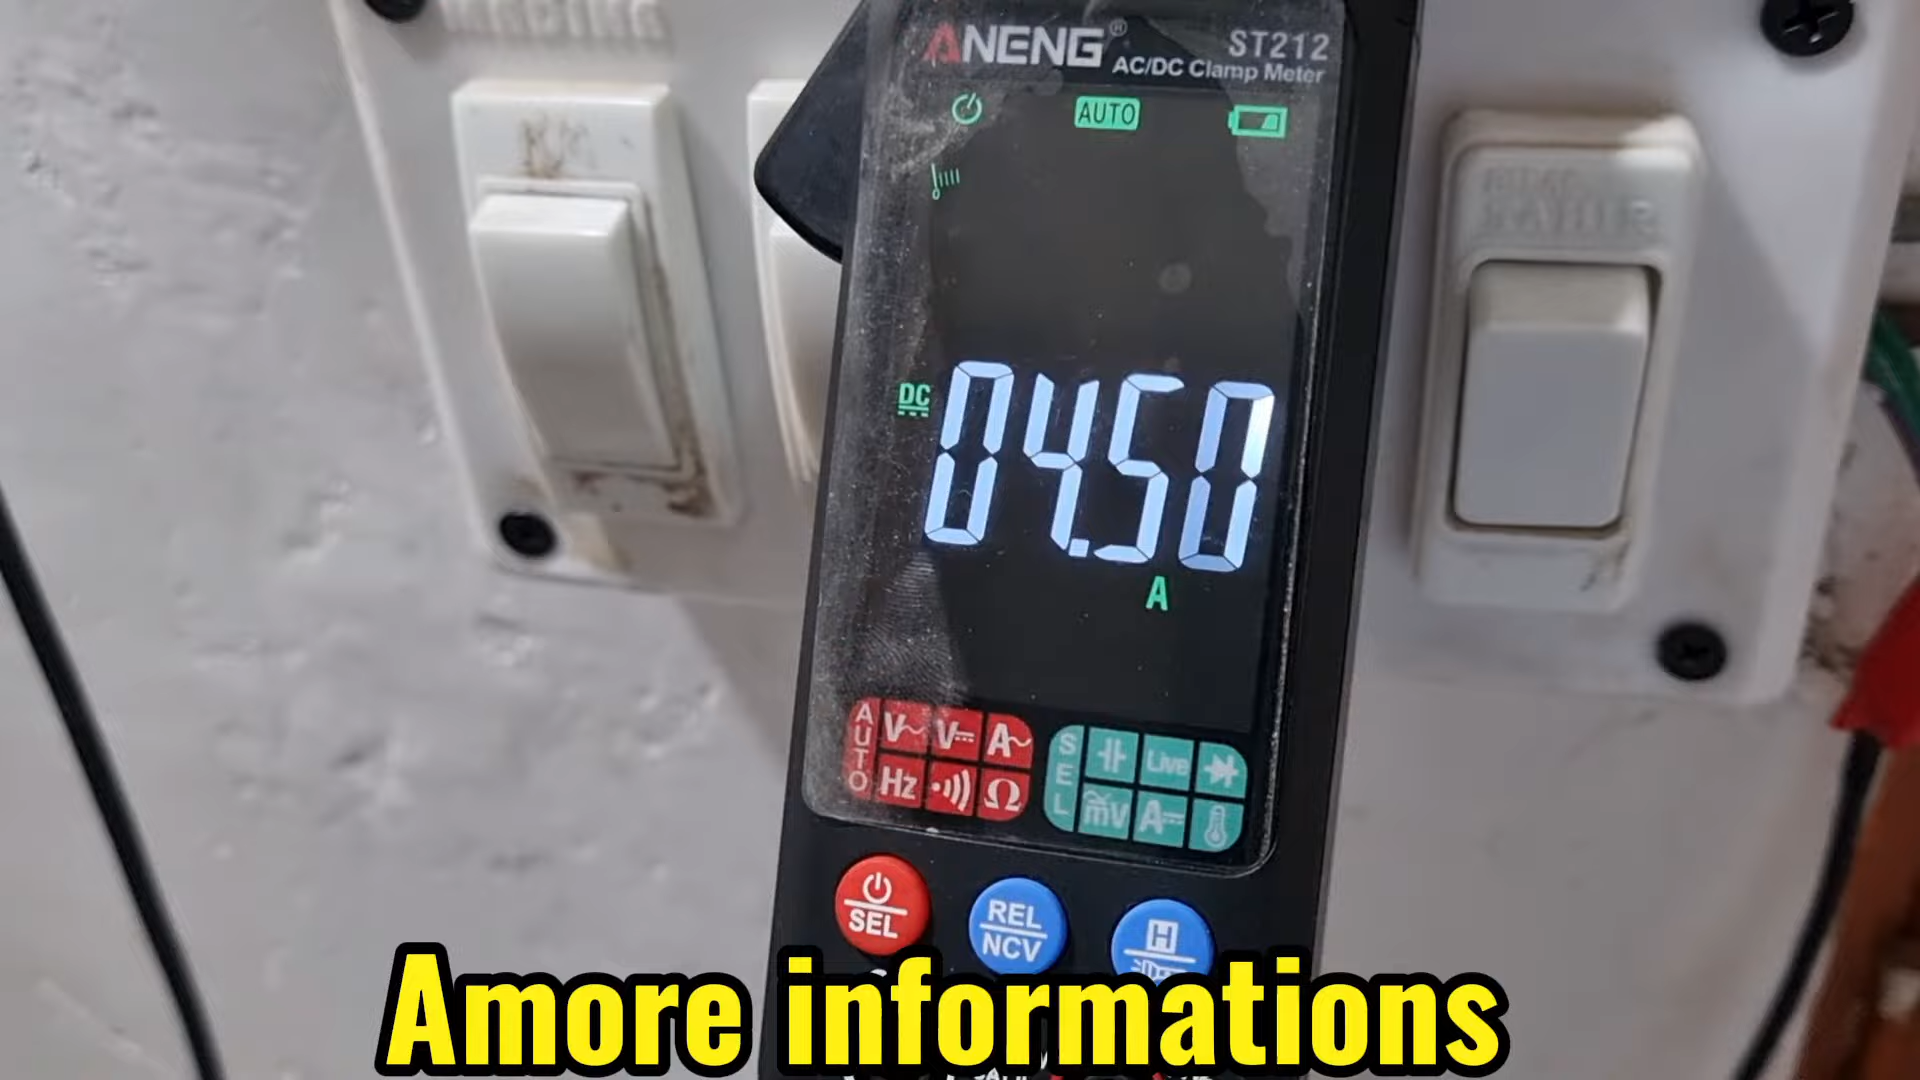 ANENG® ST212
AC/DC Clamp Meter
AUTO
DC 04.50
A
AUTO V~ V A~
Hz Ω
SEL Live
mV A
SEL REL H
NCV
Amore informations